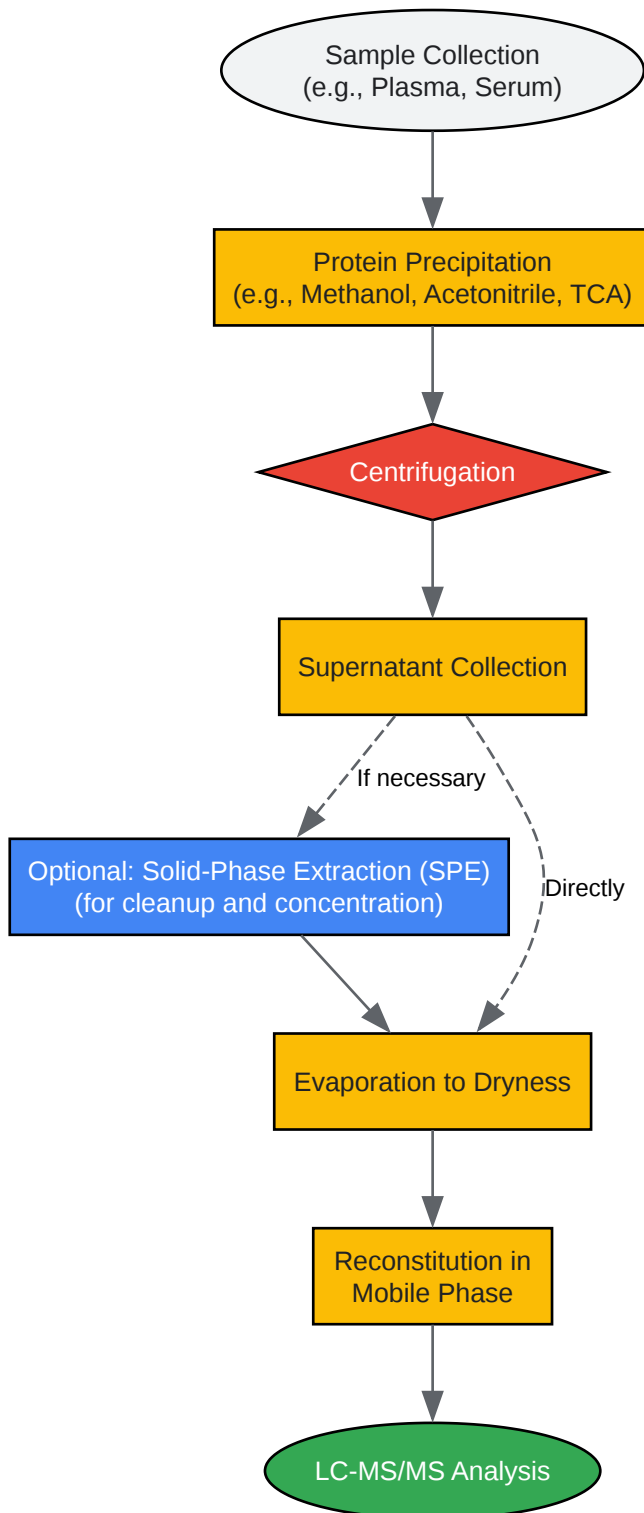 Sample Collection
(e.g., Plasma, Serum)
Protein Precipitation
(e.g., Methanol, Acetonitrile, TCA)
Centrifugation
Supernatant Collection
If necessary
Optional: Solid-Phase Extraction (SPE)
(for cleanup and concentration)
Directly
Evaporation to Dryness
Reconstitution in
Mobile Phase
LC-MS/MS Analysis